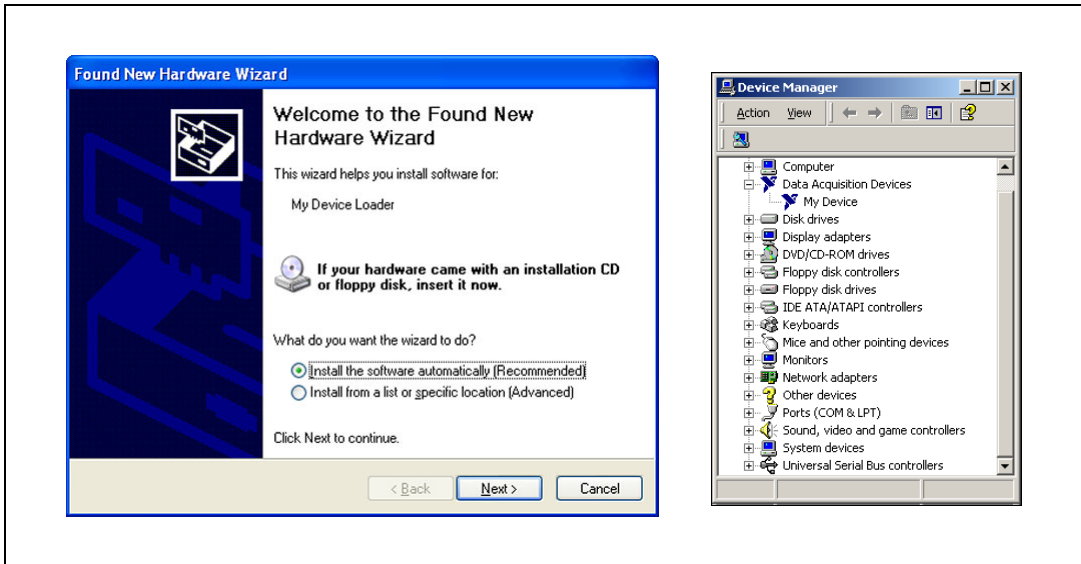 Found New Hardware Wizard
Welcome to the Found New
Hardware Wizard
This wizard helps you install software for:
My Device Loader
If your hardware came with an installation CD
or floppy disk, insert it now.
What do you want the wizard to do?
Install the software automatically (Recommended)
Install from a list or specific location (Advanced)
Click Next to continue.
< Back
Next >
Cancel
Device Manager
Action View
Computer
Data Acquisition Devices
My Device
Disk drives
Display adapters
DVD/CD-ROM drives
Floppy disk controllers
Floppy disk drives
IDE ATA/ATAPI controllers
Keyboards
Mice and other pointing devices
Monitors
Network adapters
Other devices
Ports (COM & LPT)
Sound, video and game controllers
System devices
Universal Serial Bus controllers